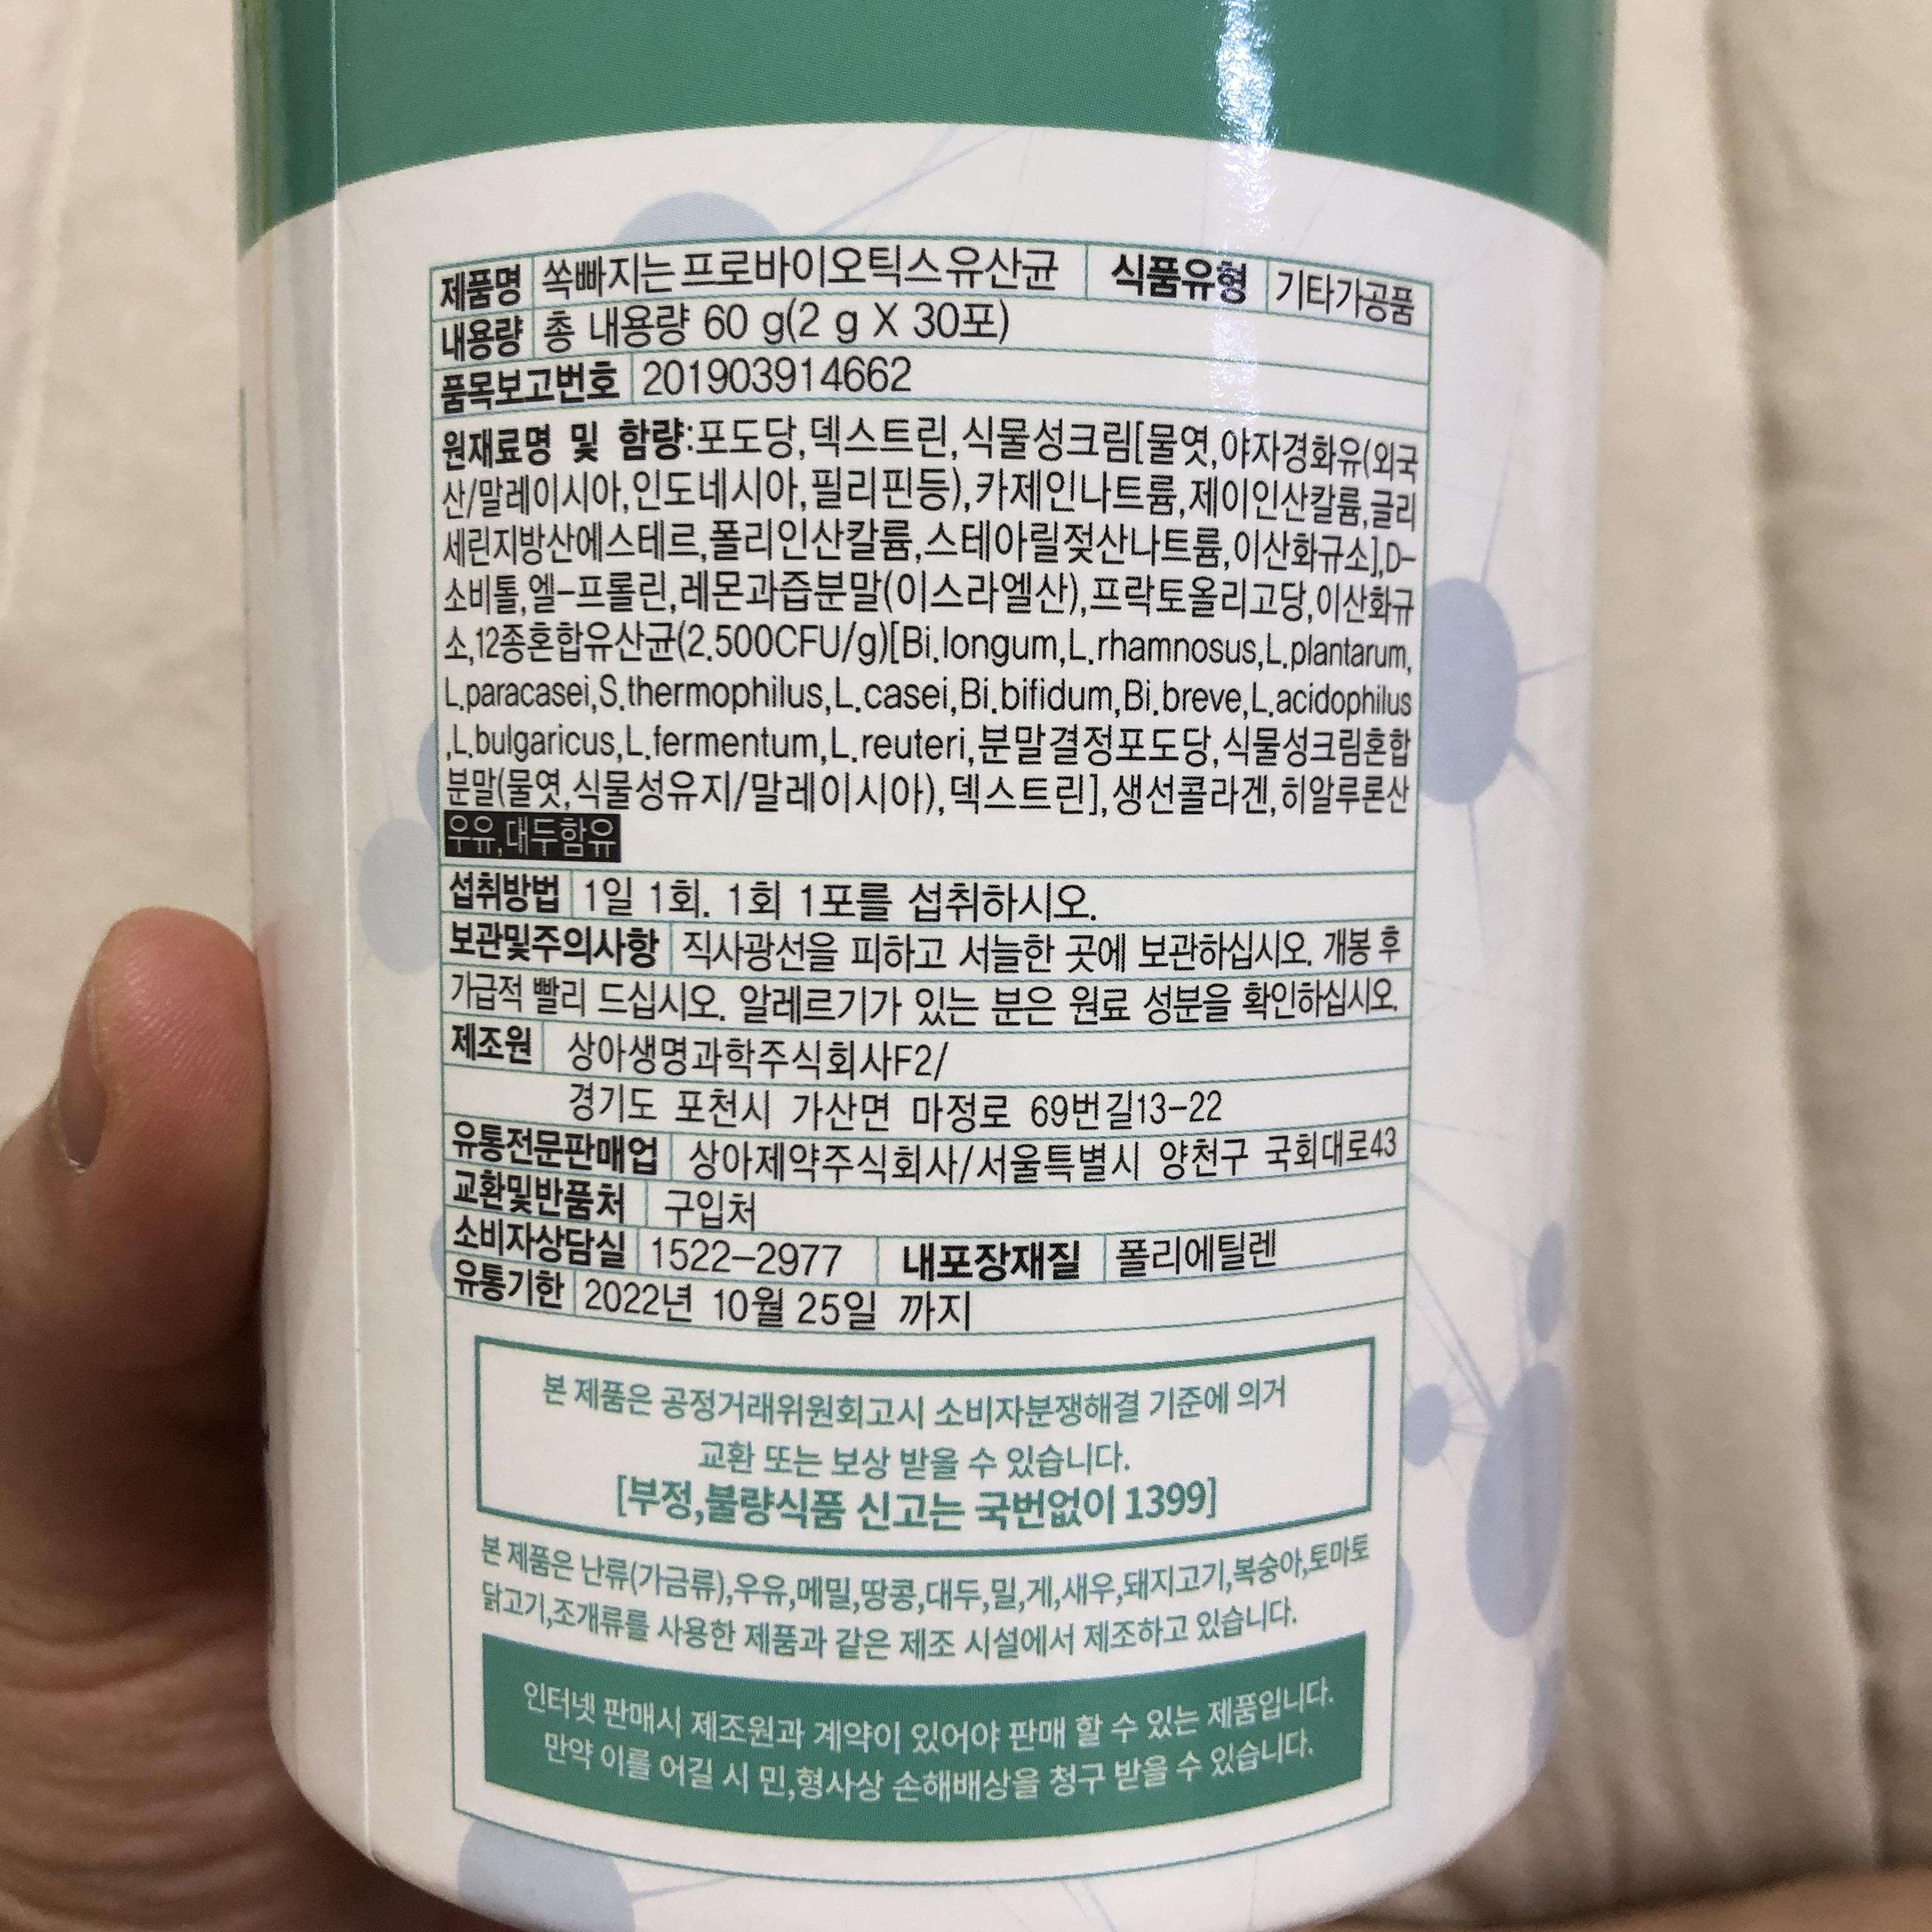 제품명 쏙빠지는 프로바이오틱스 유산균 식품유형 기타가공품
내용량 총 내용량 60 g(2 g X 30포)
품목보고번호 201903914662
원재료명 및 함량:포도당,덱스트린,식물성크림[물엿,야자경화유(외국
산/말레이시아,인도네시아,필리핀등),카제인나트륨,제이인산칼륨,글리
세린지방산에스테르,폴리인산칼륨,스테아릴젖산나트륨,이산화규소],D-
소비톨,엘-프롤린,레몬과즙분말(이스라엘산),프락토올리고당,이산화규
소,12종혼합유산균(2.500CFU/g)[Bi.longum,L.rhamnosus,L.plantarum,
L.paracasei,S.thermophilus,L.casei,Bi.bifidum,Bi.breve,L.acidophilus
,L.bulgaricus,L.fermentum,L.reuteri,분말결정포도당,식물성크림혼합
분말(물엿,식물성유지/말레이시아),덱스트린],생선콜라겐,히알루론산
우유,대두함유
섭취방법 1일 1회. 1회 1포를 섭취하시오.
보관및주의사항 직사광선을 피하고 서늘한 곳에 보관하십시오. 개봉 후
가급적 빨리 드십시오. 알레르기가 있는 분은 원료 성분을 확인하십시오.
제조원 상아생명과학주식회사F2/
경기도 포천시 가산면 마정로 69번길13-22
유통전문판매업 상아제약주식회사/서울특별시 양천구 국회대로43
교환및반품처 구입처
소비자상담실 1522-2977 내포장재질 폴리에틸렌
유통기한 2022년 10월 25일 까지
본 제품은 공정거래위원회고시 소비자분쟁해결 기준에 의거
교환 또는 보상 받을 수 있습니다.
[부정,불량식품 신고는 국번없이 1399]
본 제품은 난류(가금류),우유,메밀,땅콩,대두,밀,게,새우,돼지고기,복숭아,토마토
닭고기,조개류를 사용한 제품과 같은 제조 시설에서 제조하고 있습니다.
인터넷 판매시 제조원과 계약이 있어야 판매 할 수 있는 제품입니다.
만약 이를 어길 시 민,형사상 손해배상을 청구 받을 수 있습니다.